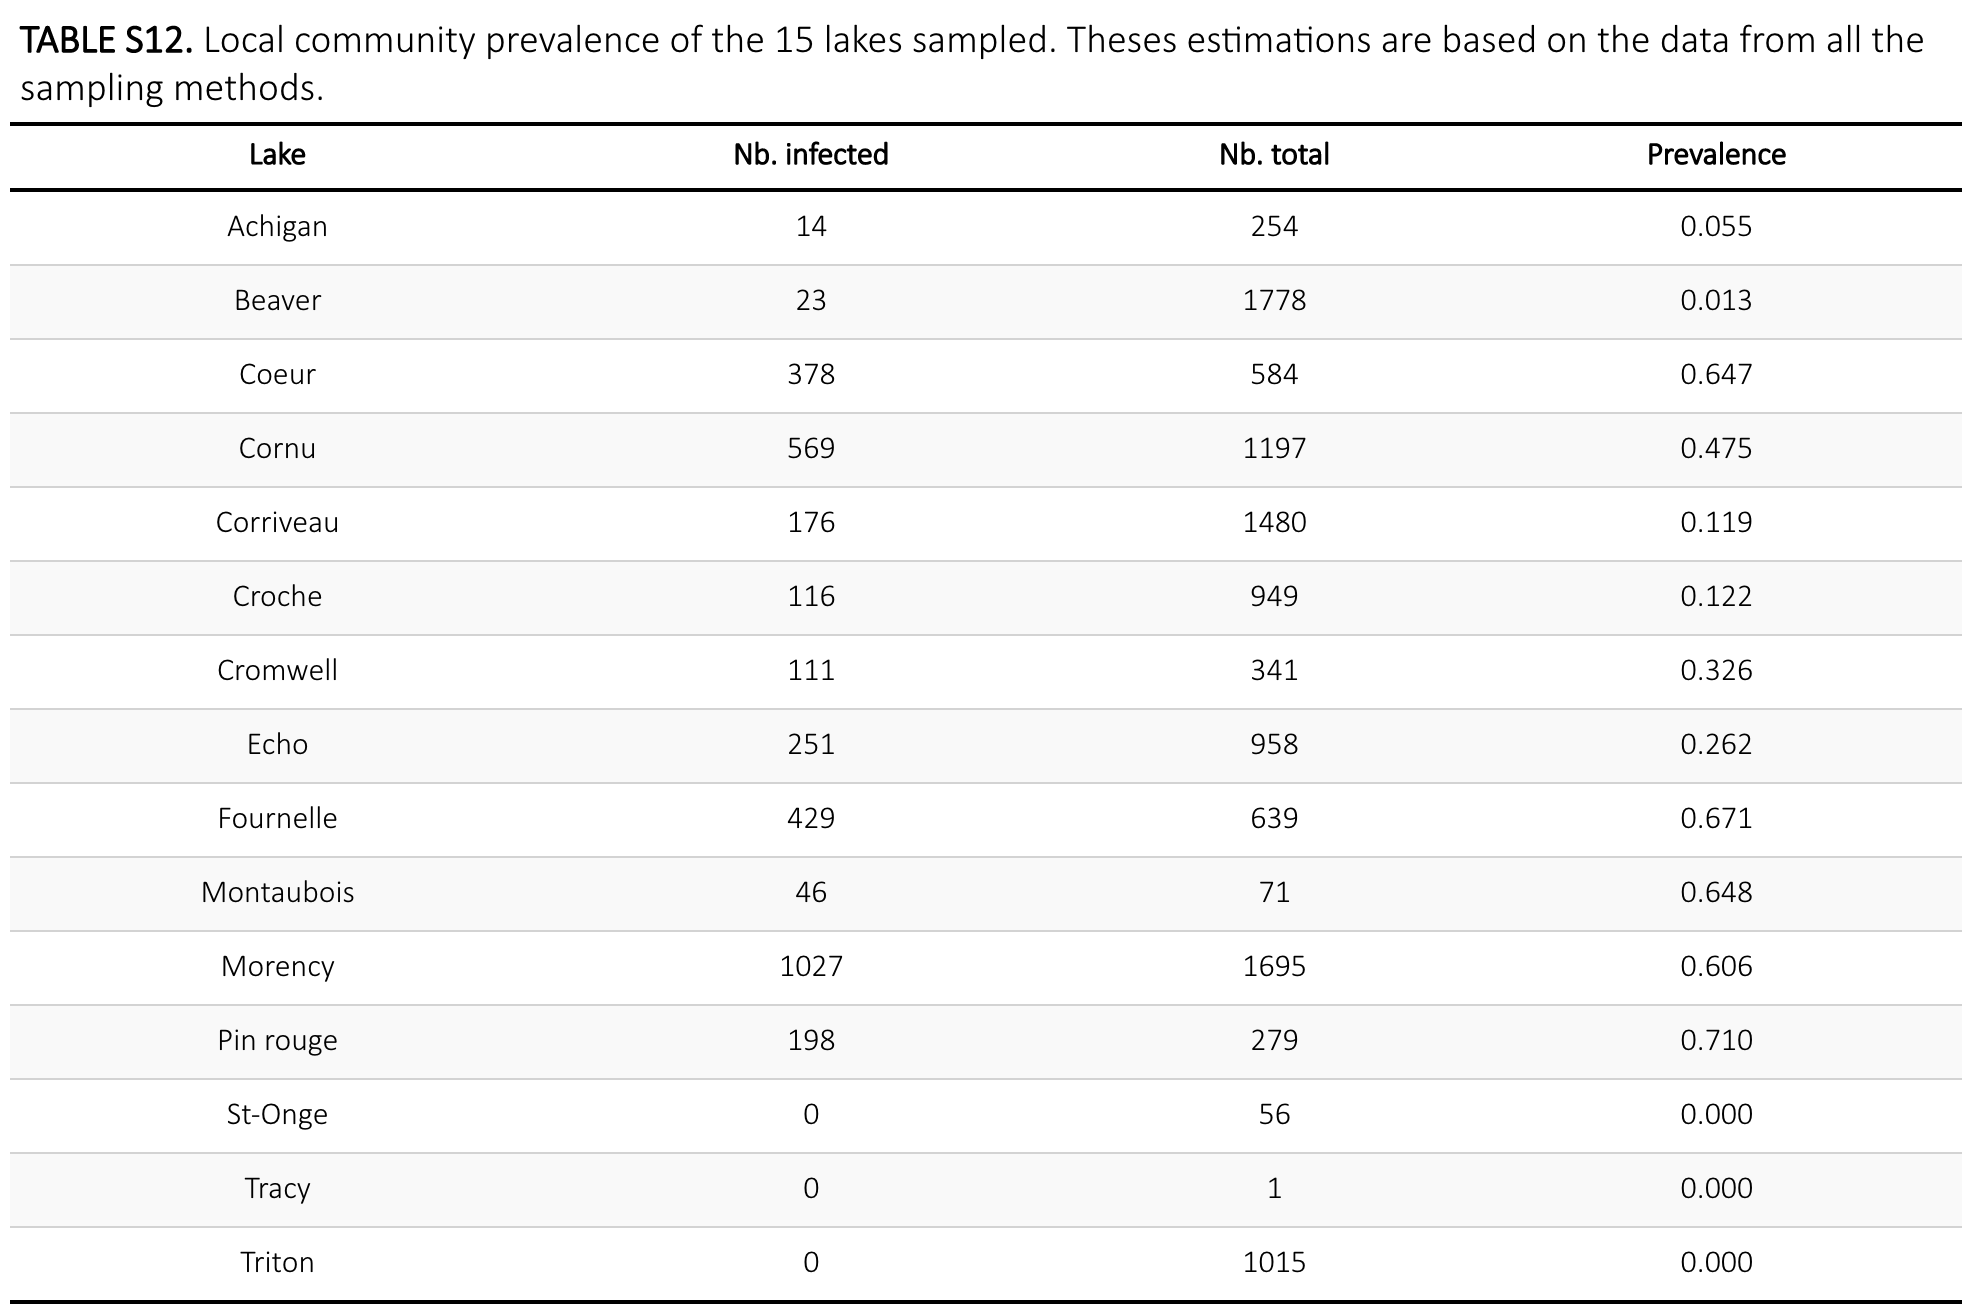 TABLE S12. Local community prevalence of the 15 lakes sampled. Theses estimations are based on the data from all the
sampling methods.
Lake Nb. infected Nb. total Prevalence
Achigan 14 254 0.055
Beaver 23 1778 0.013
Coeur 378 584 0.647
Cornu 569 1197 0.475
Corriveau 176 1480 0.119
Croche 116 949 0.122
Cromwell 111 341 0.326
Echo 251 958 0.262
Fournelle 429 639 0.671
Montaubois 46 71 0.648
Morency 1027 1695 0.606
Pin rouge 198 279 0.710
St-Onge 0 56 0.000
Tracy 0 1 0.000
Triton 0 1015 0.000